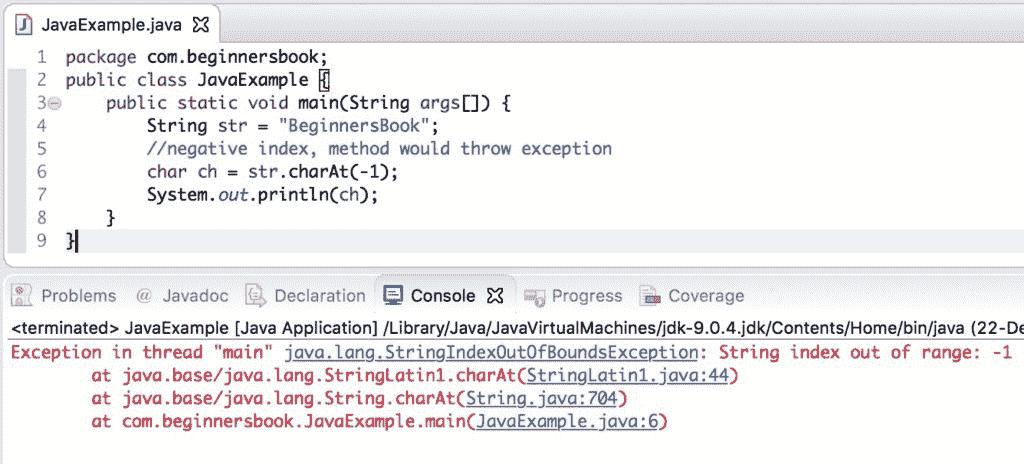 JavaExample.java
1 package com.beginnersbook;
2 public class JavaExample {
3     public static void main(String args[]) {
4         String str = "BeginnersBook";
5         //negative index, method would throw exception
6         char ch = str.charAt(-1);
7         System.out.println(ch);
8     }
9 }
Problems @ Javadoc Declaration Console Progress Coverage
<terminated> JavaExample [Java Application] /Library/Java/JavaVirtualMachines/jdk-9.0.4.jdk/Contents/Home/bin/java (22-De
Exception in thread "main" java.lang.StringIndexOutOfBoundsException: String index out of range: -1
        at java.base/java.lang.StringLatin1.charAt(StringLatin1.java:44)
        at java.base/java.lang.String.charAt(String.java:704)
        at com.beginnersbook.JavaExample.main(JavaExample.java:6)